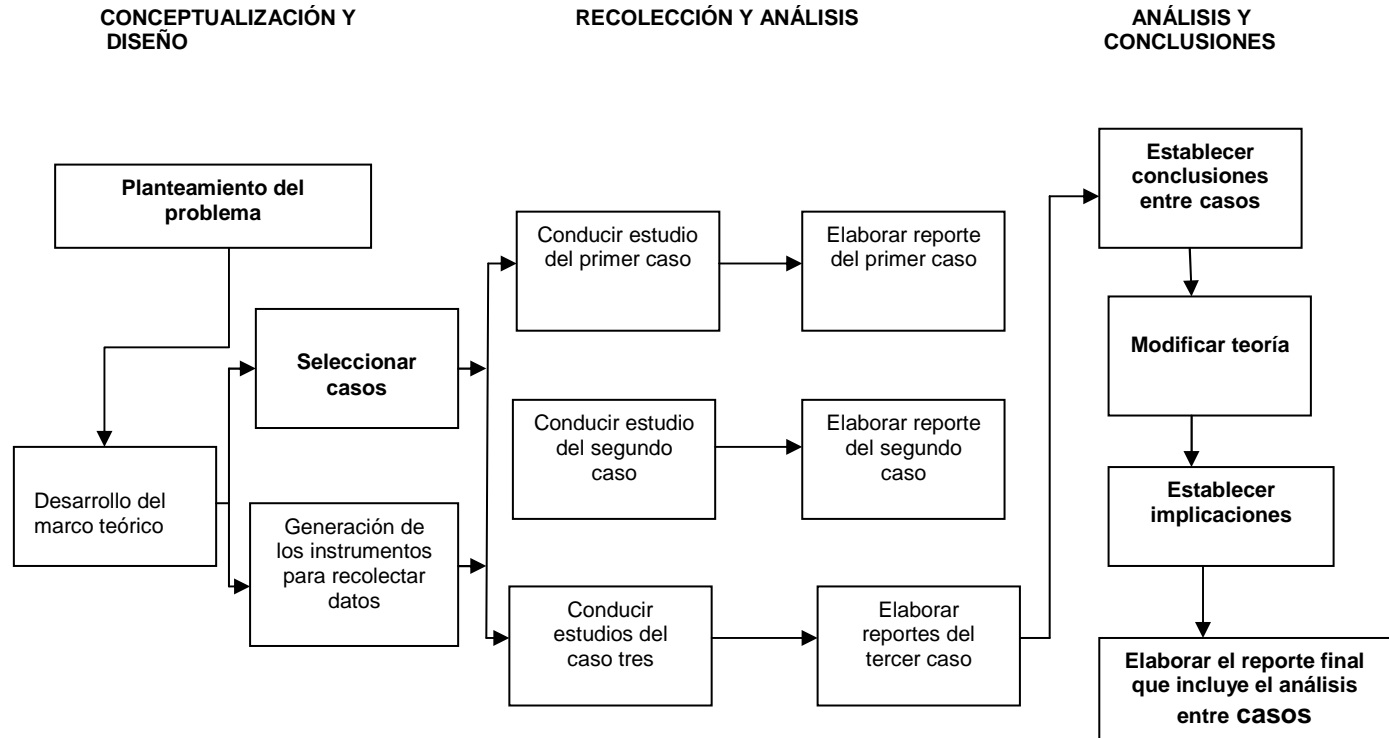 CONCEPTUALIZACIÓN Y
DISEÑO
RECOLECCIÓN Y ANÁLISIS
ANÁLISIS Y
CONCLUSIONES
Planteamiento del
problema
Desarrollo del
marco teórico
Seleccionar
casos
Generación de
los instrumentos
para recolectar
datos
Conducir estudio
del primer caso
Elaborar reporte
del primer caso
Conducir estudio
del segundo
caso
Elaborar reporte
del segundo
caso
Conducir
estudios del
caso tres
Elaborar
reportes del
tercer caso
Establecer
conclusiones
entre casos
Modificar teoría
Establecer
implicaciones
Elaborar el reporte final
que incluye el análisis
entre casos